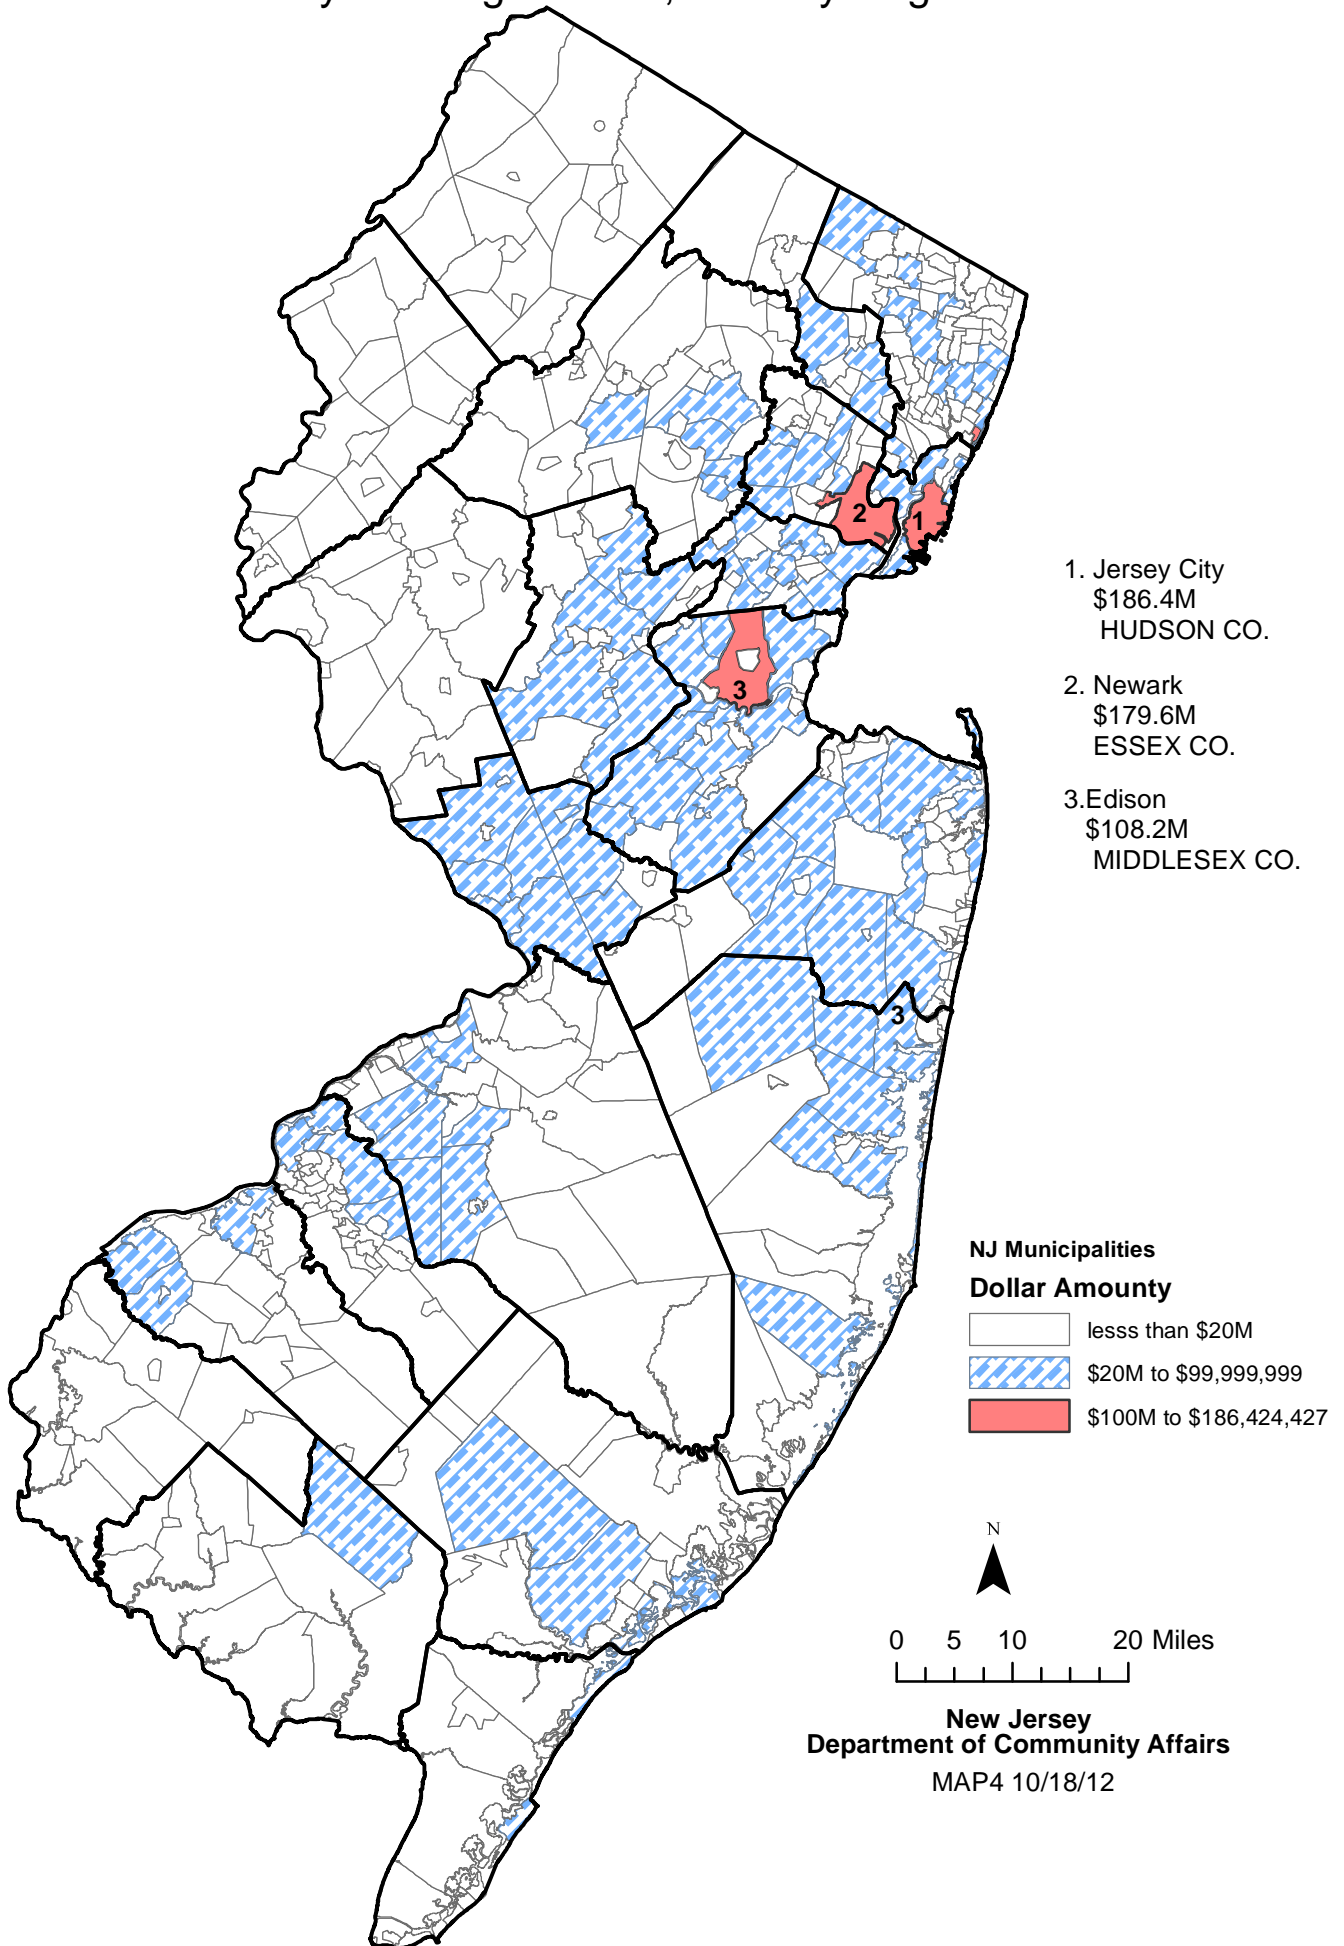 2
1
3
1. Jersey City
$186.4M
HUDSON CO.
2. Newark
$179.6M
ESSEX CO.
3.Edison
$108.2M
MIDDLESEX CO.
3
NJ Municipalities
Dollar Amounty
lesss than $20M
$20M to $99,999,999
$100M to $186,424,427
N
0 5 10 20 Miles
New Jersey
Department of Community Affairs
MAP4 10/18/12